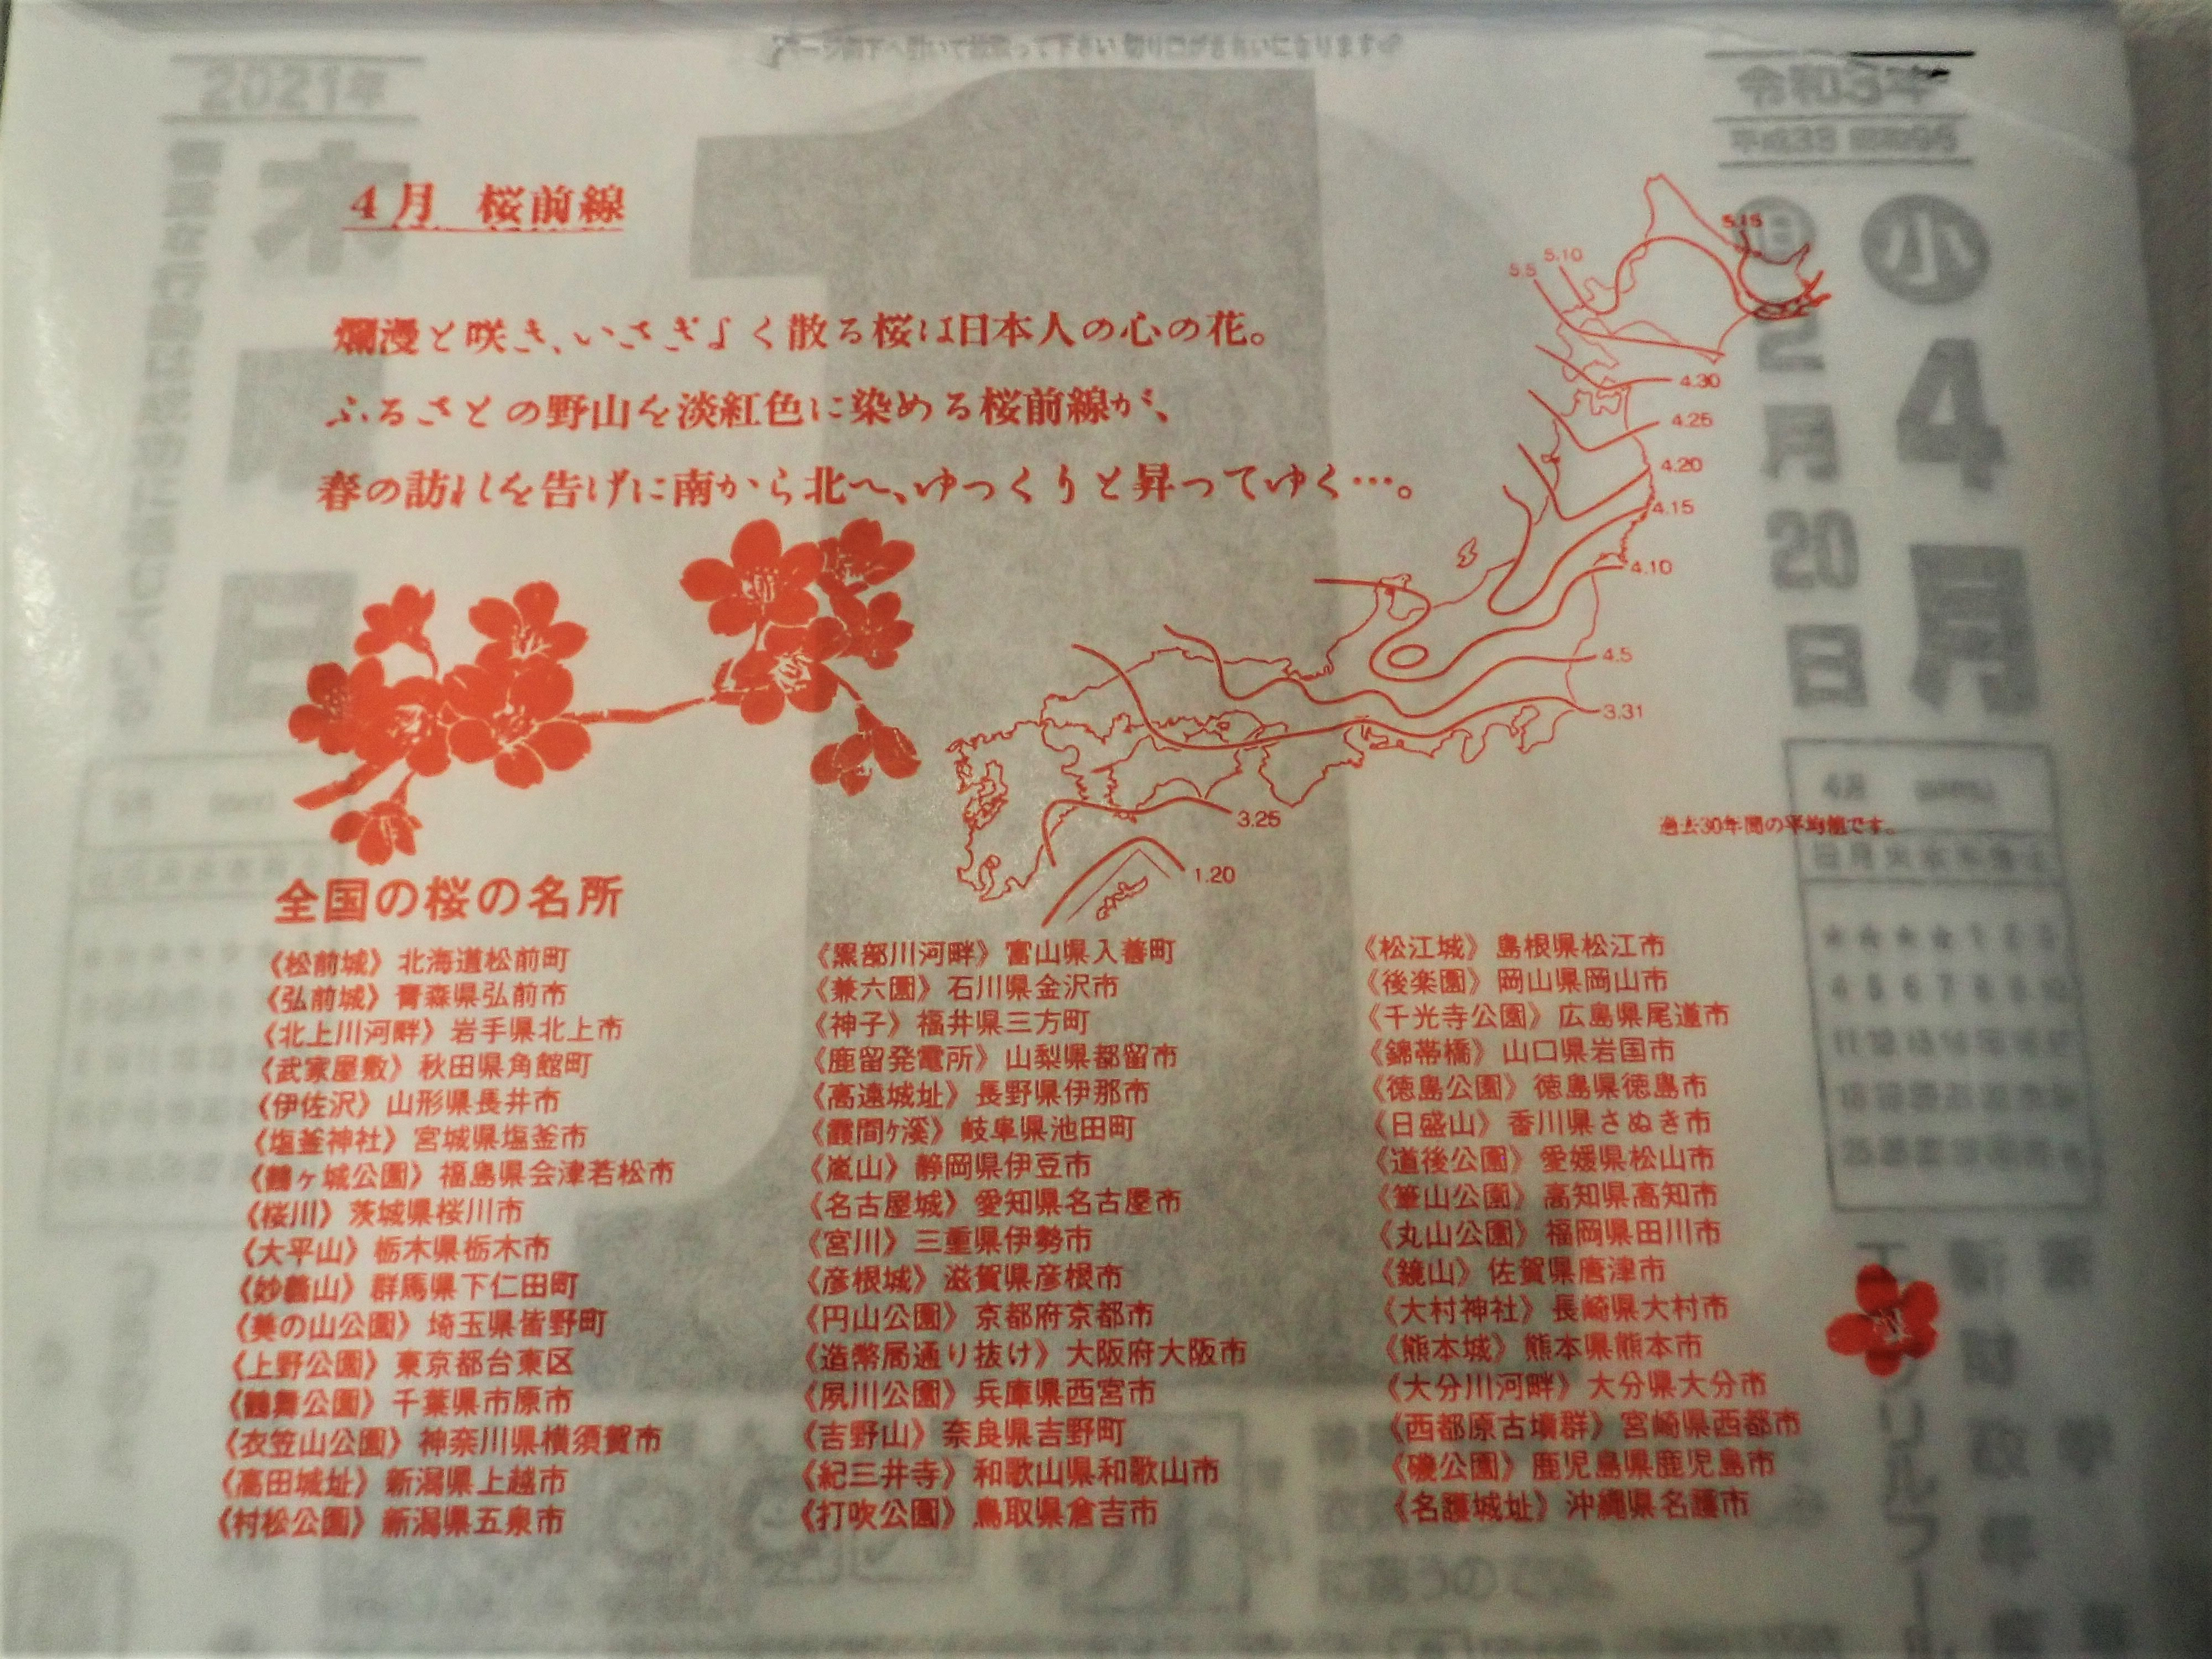 2021年
木
曜
日
令和3年
小
4
月
旧
2
月
20
日
4月 桜前線
爛漫と咲き、いさぎよく散る桜は日本人の心の花。
ふるさとの野山を淡紅色に染める桜前線が、
春の訪れを告げに南から北へ、ゆっくりと昇ってゆく…。
5.15
5.10
5.5
4.30
4.25
4.20
4.15
4.10
4.5
3.31
3.25
1.20
過去30年間の平均値です。
全国の桜の名所
《松前城》北海道松前町
《弘前城》青森県弘前市
《北上川河畔》岩手県北上市
《武家屋敷》秋田県角館町
《伊佐沢》山形県長井市
《塩釜神社》宮城県塩釜市
《鶴ヶ城公園》福島県会津若松市
《桜川》茨城県桜川市
《大平山》栃木県栃木市
《妙義山》群馬県下仁田町
《美の山公園》埼玉県皆野町
《上野公園》東京都台東区
《鶴舞公園》千葉県市原市
《衣笠山公園》神奈川県横須賀市
《高田城址》新潟県上越市
《村松公園》新潟県五泉市
《黒部川河畔》富山県入善町
《兼六園》石川県金沢市
《神子》福井県三方町
《鹿留発電所》山梨県都留市
《高遠城址》長野県伊那市
《霞間ヶ渓》岐阜県池田町
《嵐山》静岡県伊豆市
《名古屋城》愛知県名古屋市
《宮川》三重県伊勢市
《彦根城》滋賀県彦根市
《円山公園》京都府京都市
《造幣局通り抜け》大阪府大阪市
《夙川公園》兵庫県西宮市
《吉野山》奈良県吉野町
《紀三井寺》和歌山県和歌山市
《打吹公園》鳥取県倉吉市
《松江城》島根県松江市
《後楽園》岡山県岡山市
《千光寺公園》広島県尾道市
《錦帯橋》山口県岩国市
《徳島公園》徳島県徳島市
《日盛山》香川県さぬき市
《道後公園》愛媛県松山市
《筆山公園》高知県高知市
《丸山公園》福岡県田川市
《鏡山》佐賀県唐津市
《大村神社》長崎県大村市
《熊本城》熊本県熊本市
《大分川河畔》大分県大分市
《西都原古墳群》宮崎県西都市
《磯公園》鹿児島県鹿児島市
《名護城址》沖縄県名護市